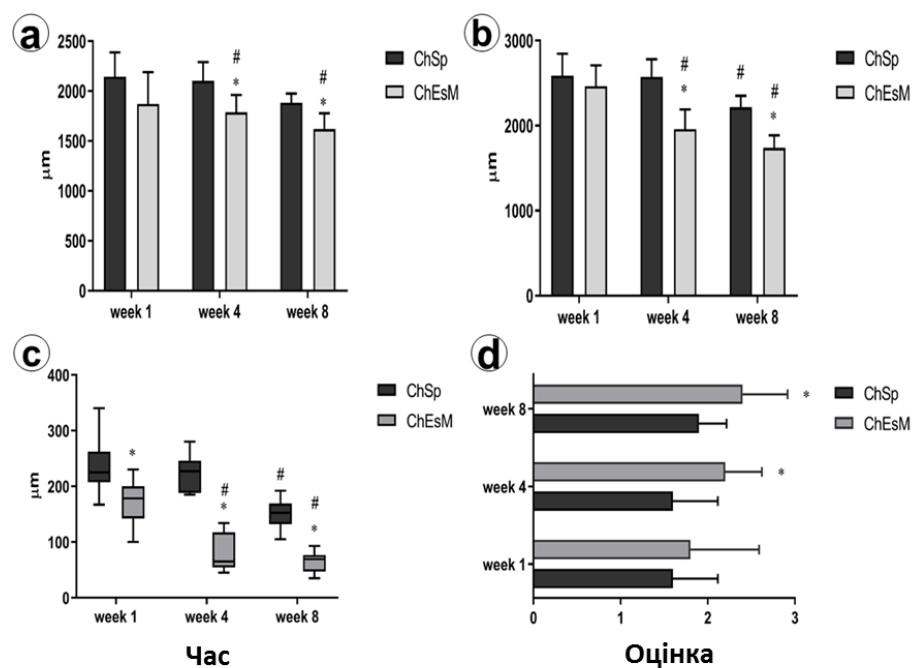 a
2500
2000
1500
1000
500
0
μm
week 1
week 4
week 8
#
*
#
*
ChSp
ChEsM
b
3000
2000
1000
0
μm
week 1
week 4
week 8
#
*
#
#
*
ChSp
ChEsM
c
400
300
200
100
0
μm
week 1
week 4
week 8
*
#
*
#
#
*
ChSp
ChEsM
Час
d
week 8
week 4
week 1
*
*
0
1
2
3
ChSp
ChEsM
Оцінка